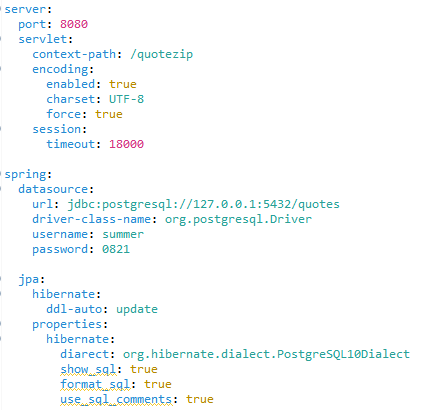 server:
  port: 8080
  servlet:
    context-path: /quotezip
    encoding:
      enabled: true
      charset: UTF-8
      force: true
    session:
      timeout: 18000

spring:
  datasource:
    url: jdbc:postgresql://127.0.0.1:5432/quotes
    driver-class-name: org.postgresql.Driver
    username: summer
    password: 0821

  jpa:
    hibernate:
      ddl-auto: update
    properties:
      hibernate:
        diarect: org.hibernate.dialect.PostgreSQL10Dialect
        show_sql: true
        format_sql: true
        use_sql_comments: true